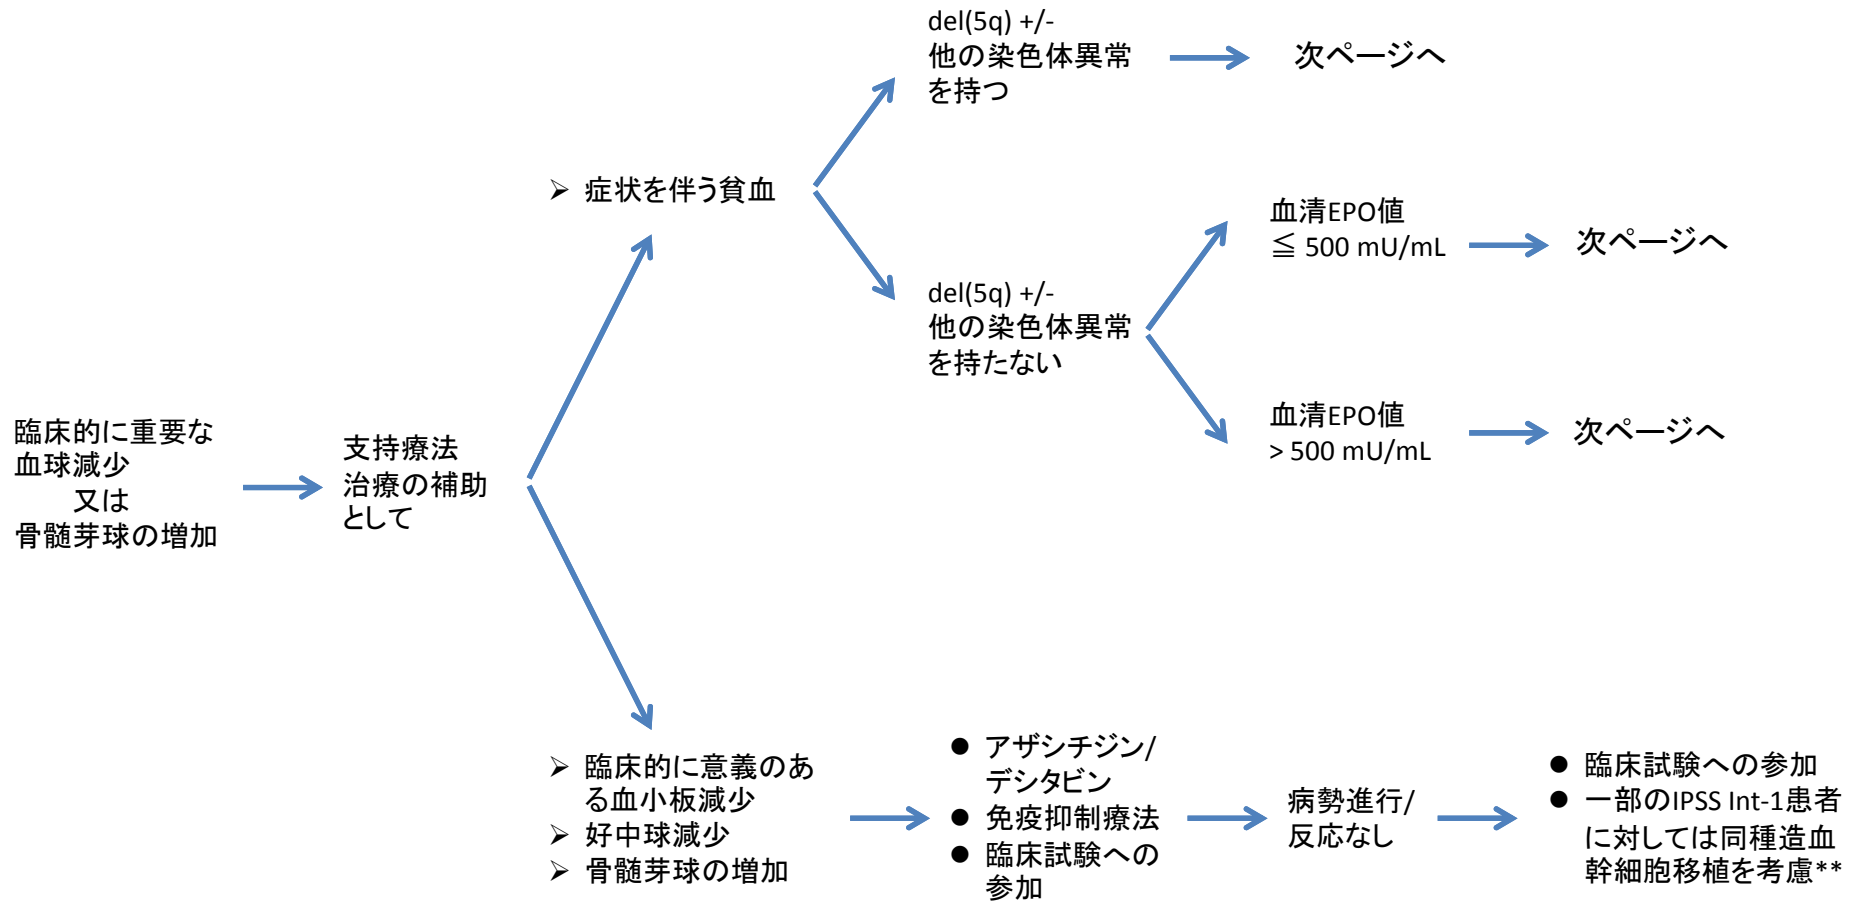 del(5q) +/-
他の染色体異常
を持つ
次ページへ
➢ 症状を伴う貧血
血清EPO値
≦ 500 mU/mL
次ページへ
del(5q) +/-
他の染色体異常
を持たない
血清EPO値
> 500 mU/mL
次ページへ
臨床的に重要な
血球減少
又は
骨髄芽球の増加
支持療法
治療の補助
として
➢ 臨床的に意義のあ
る血小板減少
➢ 好中球減少
➢ 骨髄芽球の増加
● アザシチジン/
デシタビン
● 免疫抑制療法
● 臨床試験への
参加
病勢進行/
反応なし
● 臨床試験への参加
● 一部のIPSS Int-1患者
に対しては同種造血
幹細胞移植を考慮**